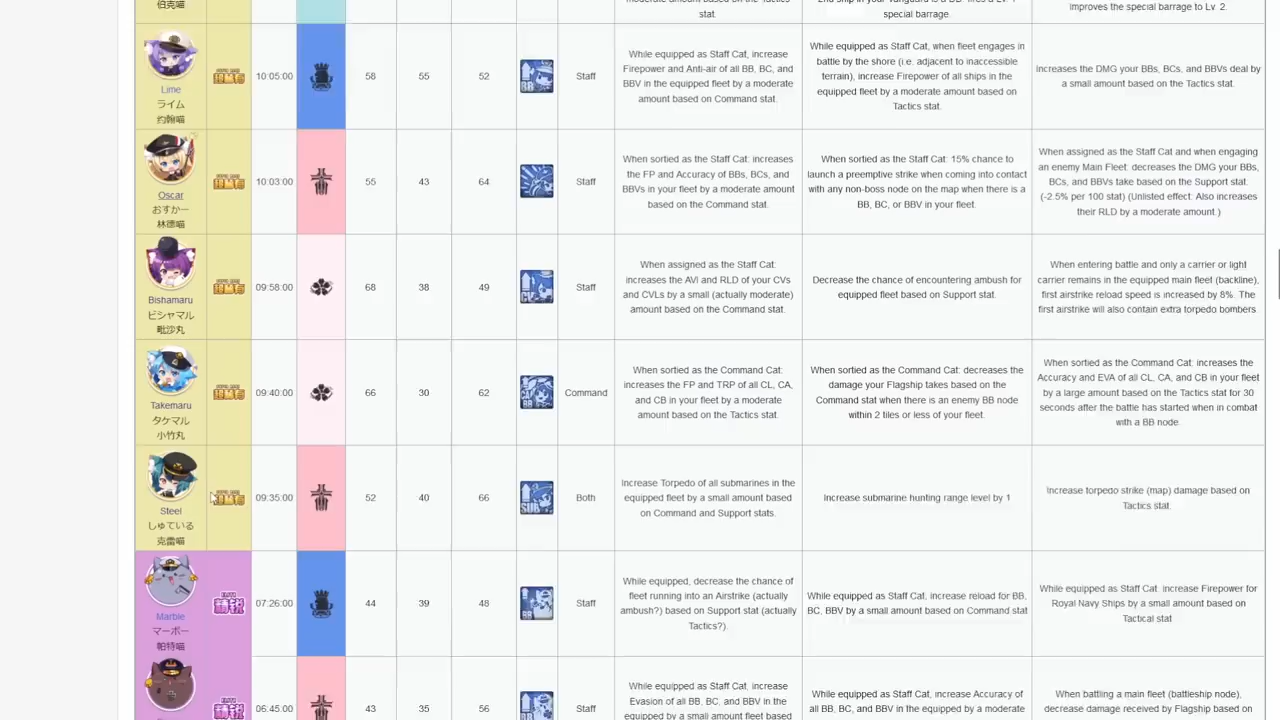 伯克喵
moderate amount based on the Tactics
stat.
special barrage.
improves the special barrage to Lv. 2.
Lime
ライム
约翰喵
10:05:00
58
55
52
BB
Staff
While equipped as Staff Cat, increase
Firepower and Anti-air of all BB, BC, and
BBV in the equipped fleet by a moderate
amount based on Command stat.
While equipped as Staff Cat, when fleet engages in
battle by the shore (i.e. adjacent to inaccessible
terrain), increase Firepower of all ships in the
equipped fleet by a moderate amount based on
Tactics stat.
Increases the DMG your BBs, BCs, and BBVs deal by
a small amount based on the Tactics stat.
Oscar
おすかー
林德喵
10:03:00
55
43
64
Staff
When sortied as the Staff Cat: increases
the FP and Accuracy of BBs, BCs, and
BBVs in your fleet by a moderate amount
based on the Command stat.
When sortied as the Staff Cat: 15% chance to
launch a preemptive strike when coming into contact
with any non-boss node on the map when there is a
BB, BC, or BBV in your fleet.
When assigned as the Staff Cat and when engaging
an enemy Main Fleet: decreases the DMG your BBs,
BCs, and BBVs take based on the Support stat.
(-2.5% per 100 stat) (Unlisted effect: Also increases
their RLD by a moderate amount.)
Bishamaru
ビシャマル
毗沙丸
09:58:00
68
38
49
CV
Staff
When assigned as the Staff Cat:
increases the AVI and RLD of your CVs
and CVLs by a small (actually moderate)
amount based on the Command stat.
Decrease the chance of encountering ambush for
equipped fleet based on Support stat.
When entering battle and only a carrier or light
carrier remains in the equipped main fleet (backline),
first airstrike reload speed is increased by 8%. The
first airstrike will also contain extra torpedo bombers.
Takemaru
タケマル
小竹丸
09:40:00
66
30
62
BB
Command
When sortied as the Command Cat:
increases the FP and TRP of all CL, CA,
and CB in your fleet by a moderate
amount based on the Tactics stat.
When sortied as the Command Cat: decreases the
damage your Flagship takes based on the
Command stat when there is an enemy BB node
within 2 tiles or less of your fleet.
When sortied as the Command Cat: increases the
Accuracy and EVA of all CL, CA, and CB in your fleet
by a large amount based on the Tactics stat for 30
seconds after the battle has started when in combat
with a BB node.
Steel
しゅている
克雷喵
09:35:00
52
40
66
SUB
Both
Increase Torpedo of all submarines in the
equipped fleet by a small amount based
on Command and Support stats.
Increase submarine hunting range level by 1
Increase torpedo strike (map) damage based on
Tactics stat.
Marble
マーボー
帕特喵
07:26:00
44
39
48
BB
Staff
While equipped, decrease the chance of
fleet running into an Airstrike (actually
ambush?) based on Support stat (actually
Tactics?).
While equipped as Staff Cat, increase reload for BB,
BC, BBV by a small amount based on Command stat
While equipped as Staff Cat. increase Firepower for
Royal Navy Ships by a small amount based on
Tactical stat
06:45:00
43
35
56
BB
Staff
While equipped as Staff Cat, increase
Evasion of all BB, BC, and BBV in the
equipped fleet by a small amount based
While equipped as Staff Cat, increase Accuracy of
all BB, BC, and BBV in the equipped by a moderate
When battling a main fleet (battleship node),
decrease damage received by Flagship based on